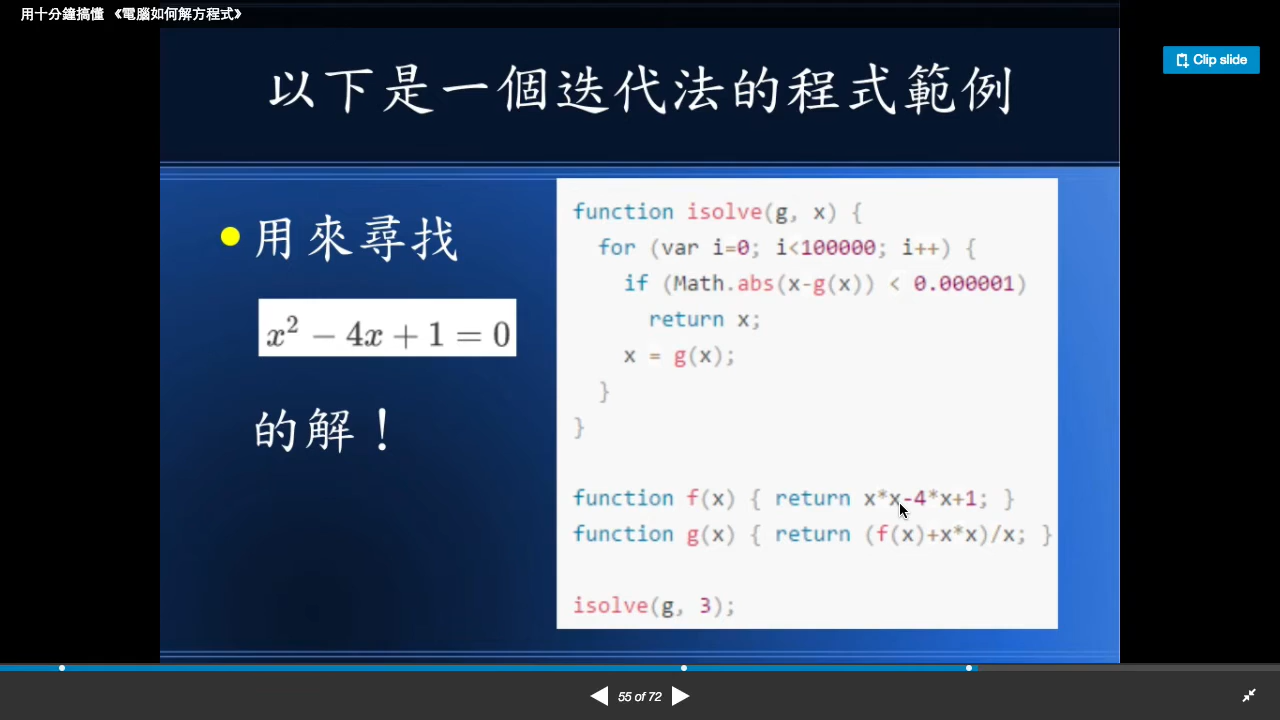 用十分鐘搞懂 《電腦如何解方程式》
Clip slide
以下是一個迭代法的程式範例
用來尋找
x² − 4x + 1 = 0
的解！
function isolve(g, x) {
  for (var i=0; i<100000; i++) {
    if (Math.abs(x-g(x)) < 0.000001)
      return x;
    x = g(x);
  }
}
function f(x) { return x*x-4*x+1; }
function g(x) { return (f(x)+x*x)/x; }
isolve(g, 3);
55 of 72